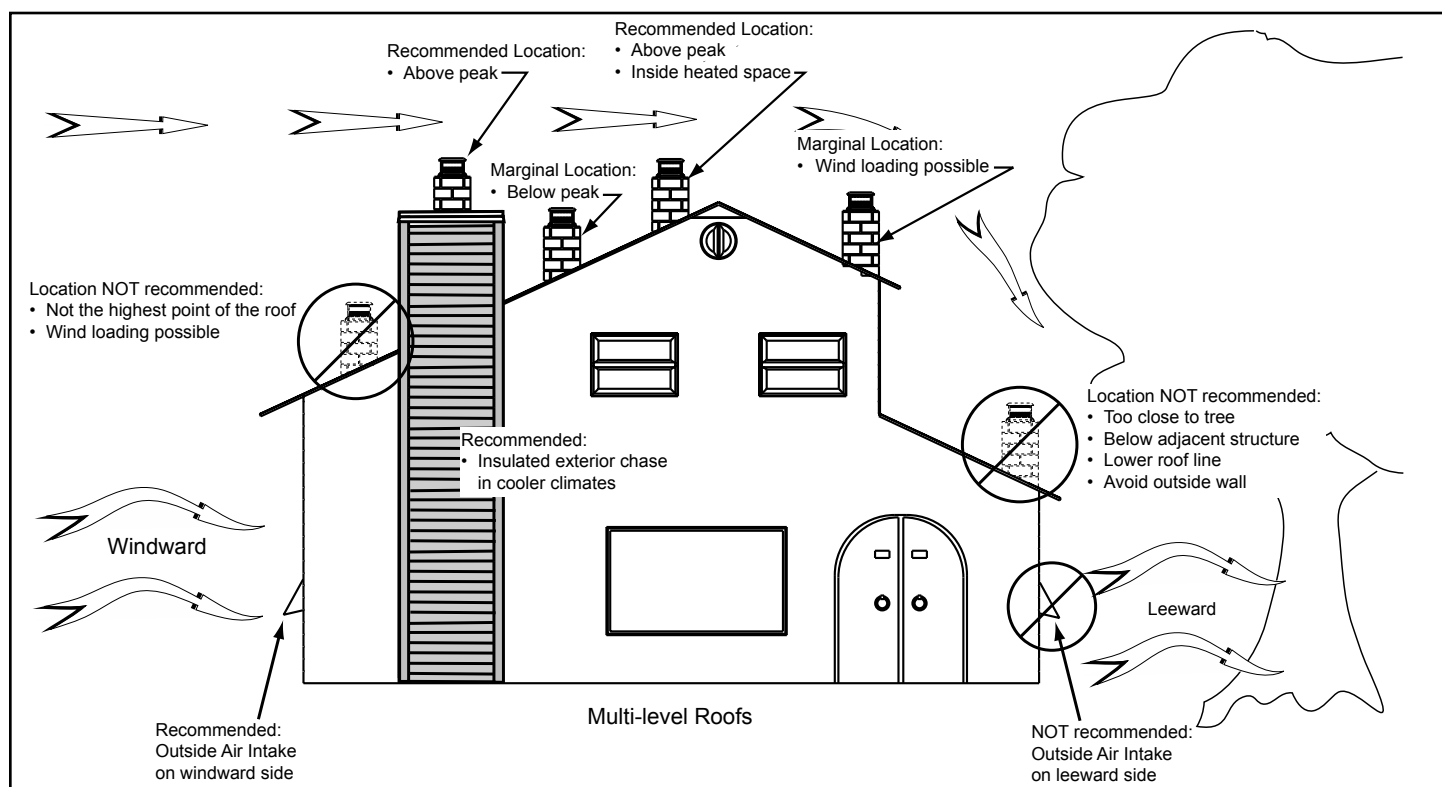 Recommended Location:
• Above peak
Recommended Location:
• Above peak
• Inside heated space
Marginal Location:
• Below peak
Marginal Location:
• Wind loading possible
Location NOT recommended:
• Not the highest point of the roof
• Wind loading possible
Location NOT recommended:
• Too close to tree
• Below adjacent structure
• Lower roof line
• Avoid outside wall
Recommended:
• Insulated exterior chase
in cooler climates
Windward
Leeward
Multi-level Roofs
Recommended:
Outside Air Intake
on windward side
NOT recommended:
Outside Air Intake
on leeward side